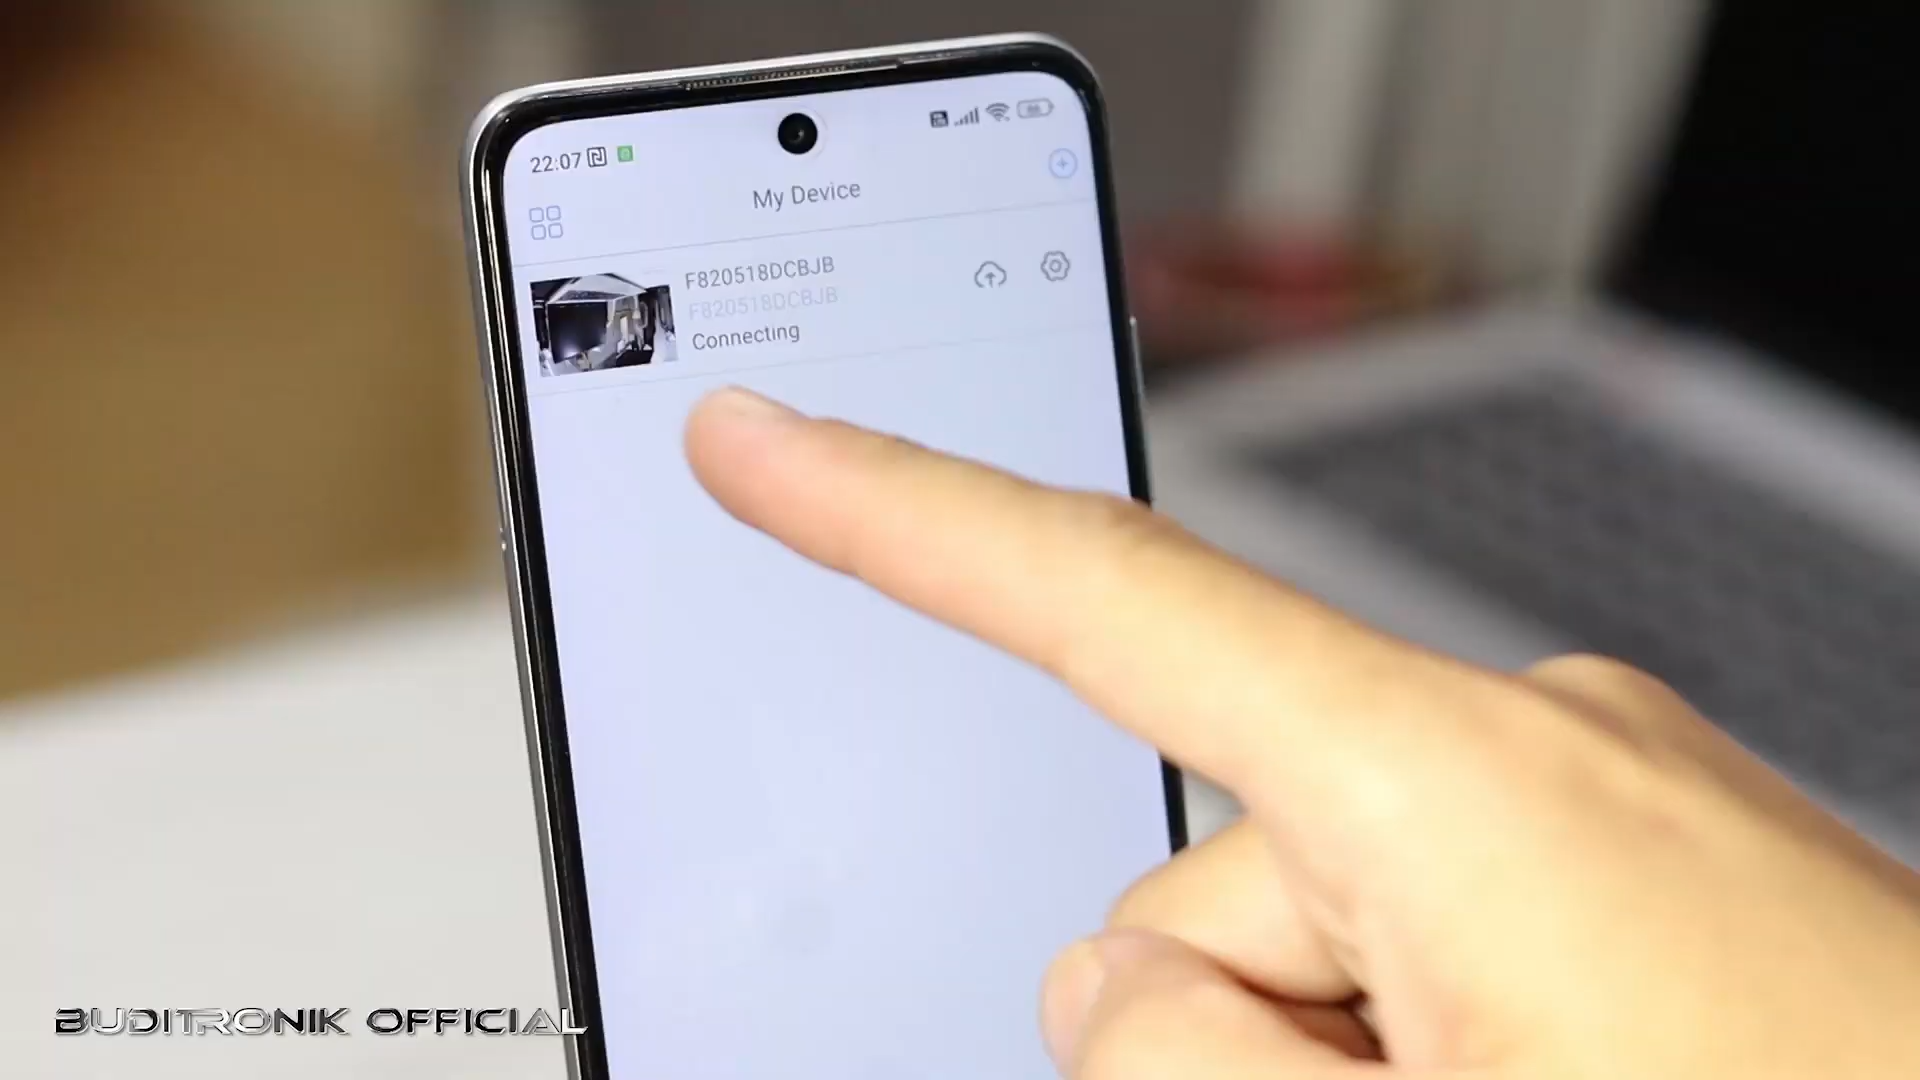 22:07
My Device
F820518DCBJB
F820518DCBJB
Connecting
BUDITRONIK OFFICIAL